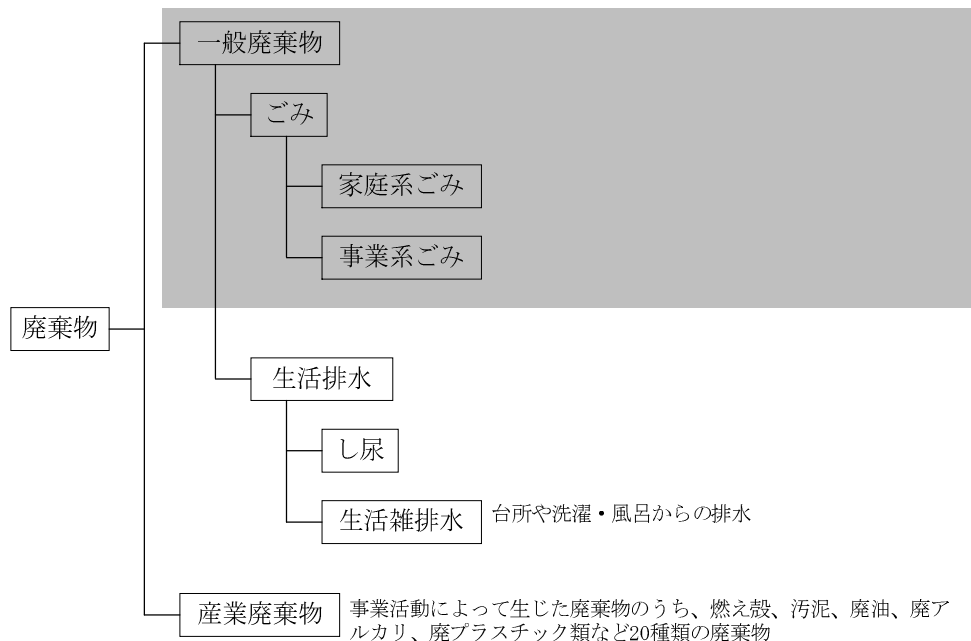 一般廃棄物
ごみ
家庭系ごみ
事業系ごみ
廃棄物
生活排水
し尿
生活雑排水 台所や洗濯・風呂からの排水
産業廃棄物 事業活動によって生じた廃棄物のうち、燃え殻、汚泥、廃油、廃ア
ルカリ、廃プラスチック類など20種類の廃棄物